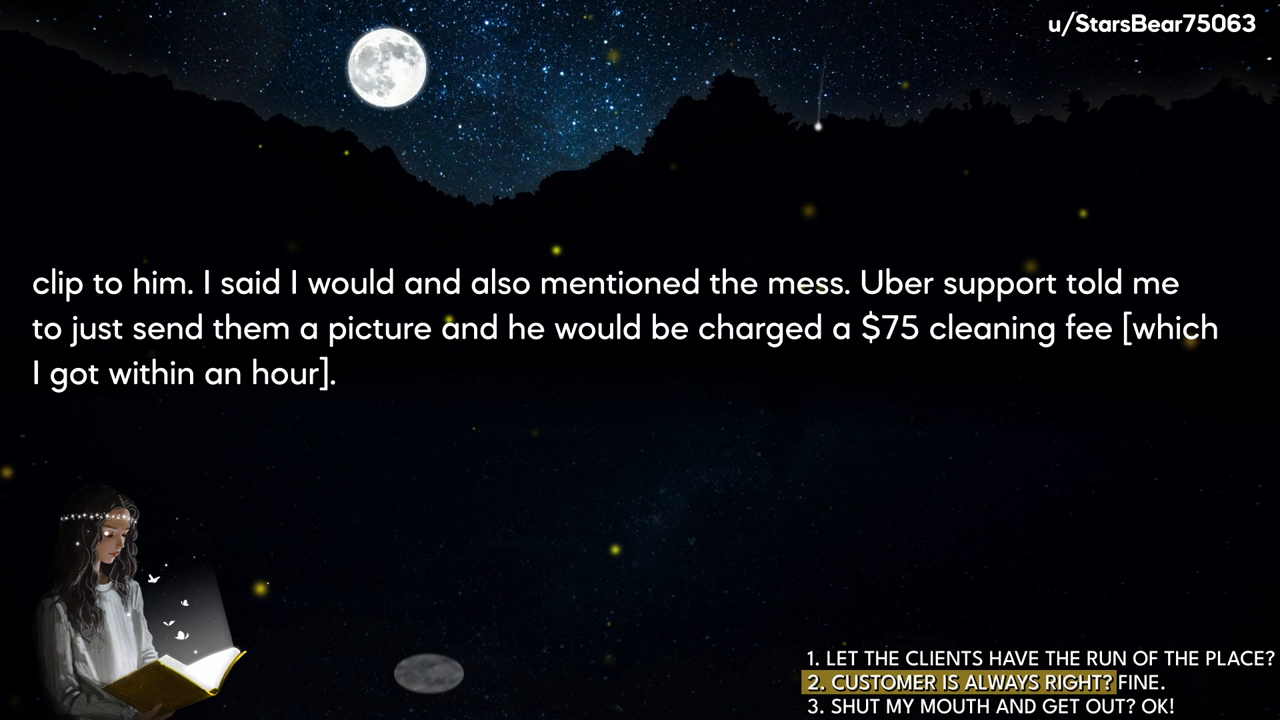 u/StarsBear75063
clip to him. I said I would and also mentioned the mess. Uber support told me
to just send them a picture and he would be charged a $75 cleaning fee [which
I got within an hour].
1. LET THE CLIENTS HAVE THE RUN OF THE PLACE?
2. CUSTOMER IS ALWAYS RIGHT? FINE.
3. SHUT MY MOUTH AND GET OUT? OK!